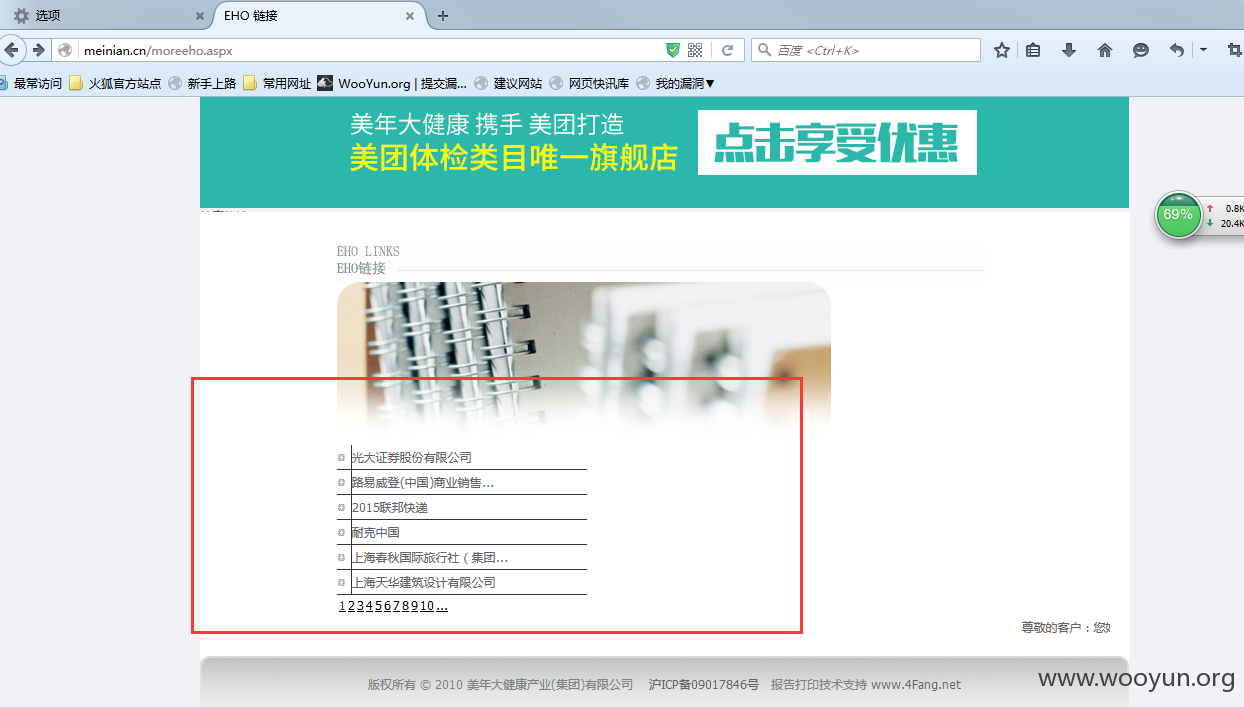 选项
EHO 链接
meinian.cn/moreeho.aspx
百度 <Ctrl+K>
最常访问 火狐官方站点 新手上路 常用网址 WooYun.org | 提交漏... 建议网站 网页快讯库 我的漏洞▼
美年大健康 携手 美团打造
美团体检类目唯一旗舰店
点击享受优惠
69%
0.8K
20.4K
EHO LINKS
EHO链接
光大证券股份有限公司
路易威登(中国)商业销售...
2015联邦快递
耐克中国
上海春秋国际旅行社（集团...
上海天华建筑设计有限公司
1 2 3 4 5 6 7 8 9 10 ...
尊敬的客户：您
版权所有 © 2010 美年大健康产业(集团)有限公司 沪ICP备09017846号 报告打印技术支持 www.4Fang.net
www.wooyun.org